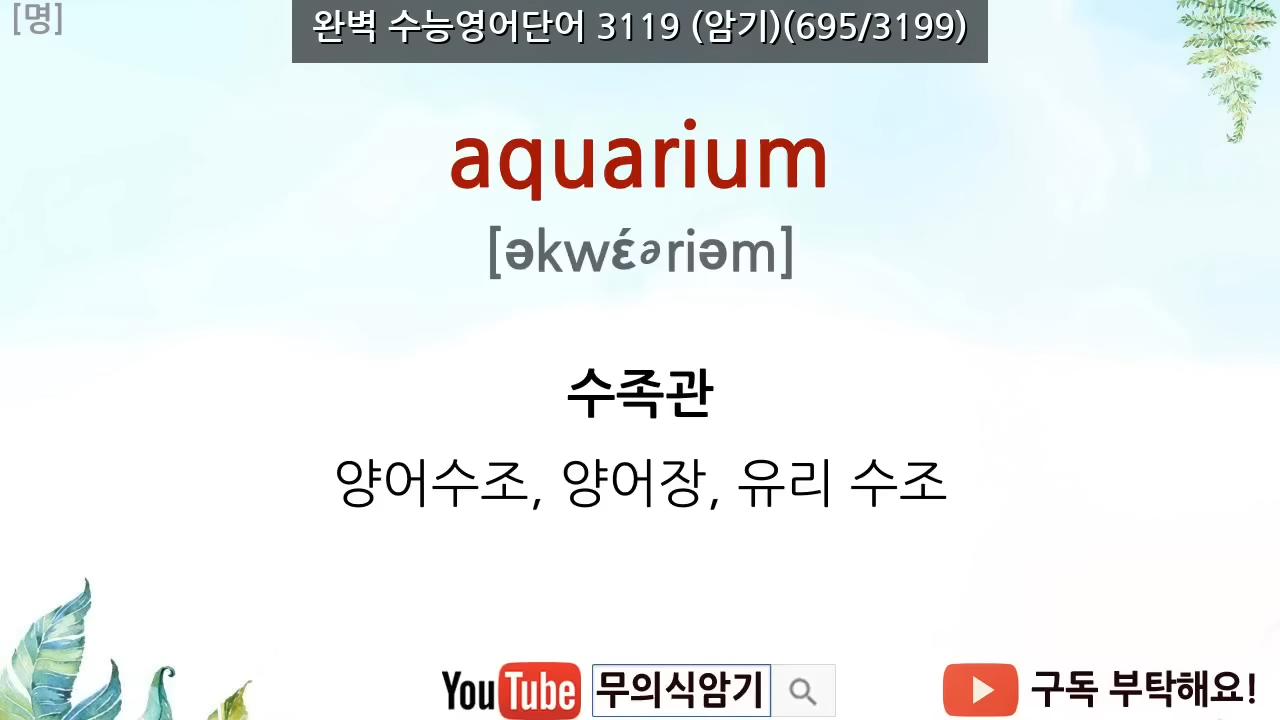 [명]
완벽 수능영어단어 3119 (암기)(695/3199)
aquarium
[əkwɛ́əriəm]
수족관
양어수조, 양어장, 유리 수조
YouTube 무의식암기 구독 부탁해요!